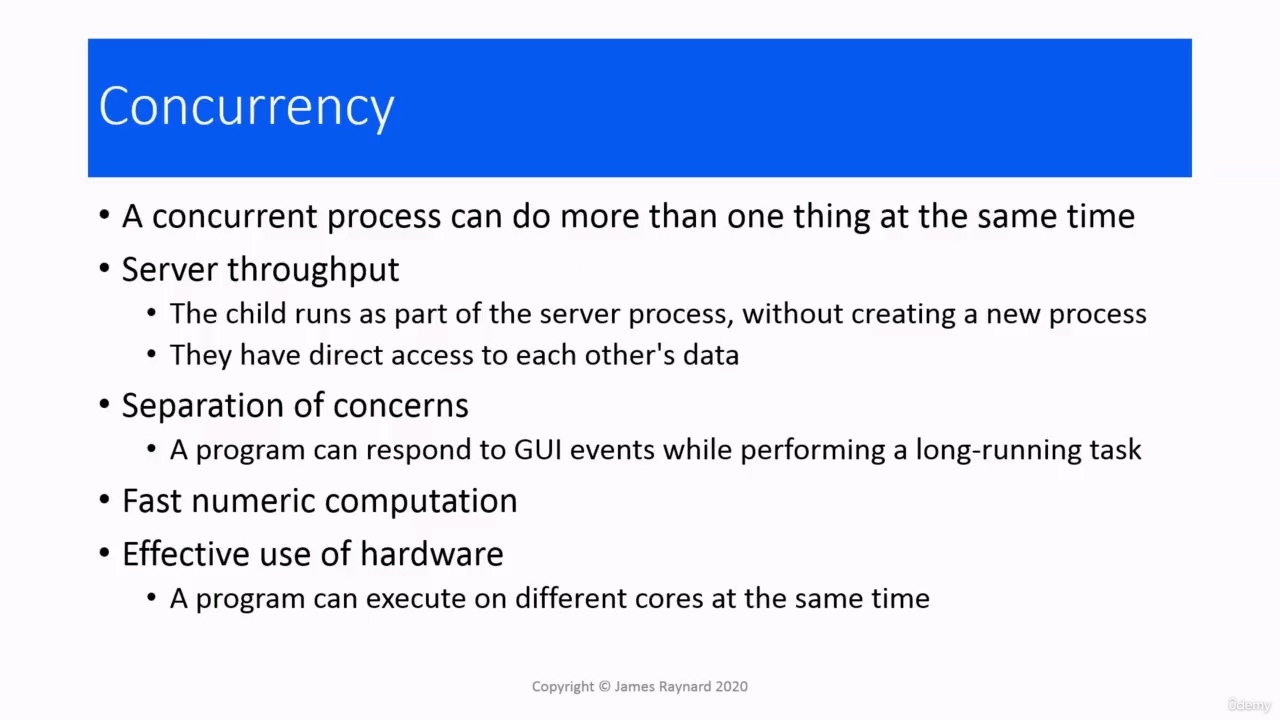 Concurrency
• A concurrent process can do more than one thing at the same time
• Server throughput
• The child runs as part of the server process, without creating a new process
• They have direct access to each other's data
• Separation of concerns
• A program can respond to GUI events while performing a long-running task
• Fast numeric computation
• Effective use of hardware
• A program can execute on different cores at the same time
Copyright © James Raynard 2020
ûdemy